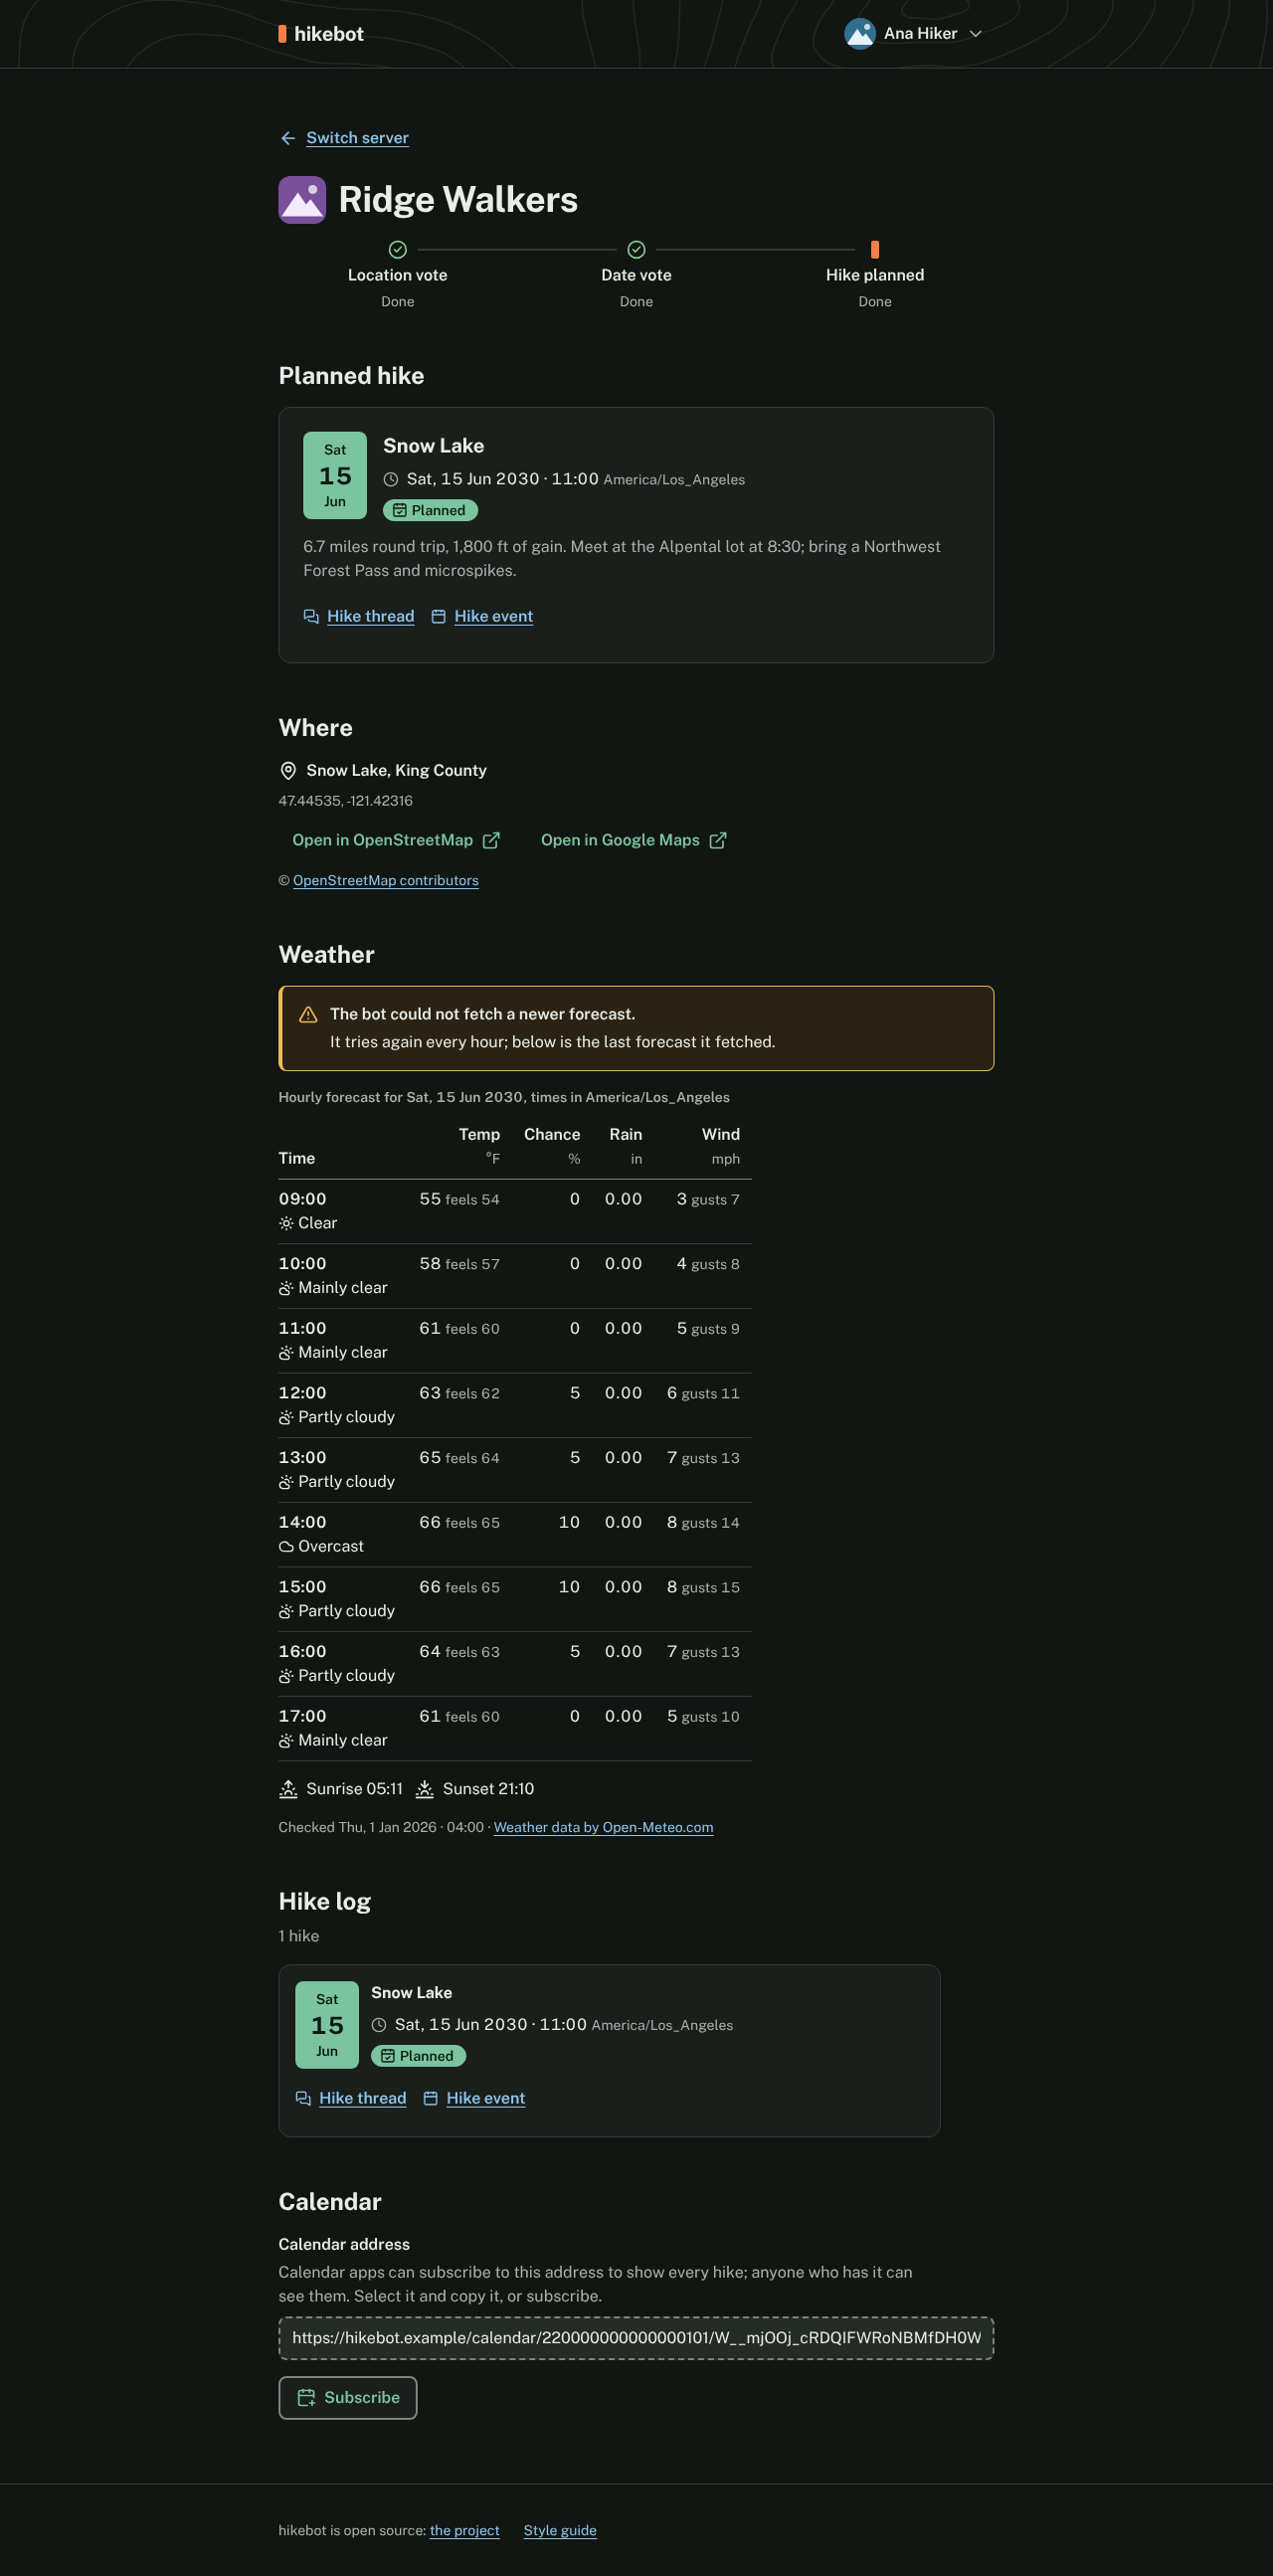 hikebot
Ana Hiker
Switch server
Ridge Walkers
Location vote
Done
Date vote
Done
Hike planned
Done
Planned hike
Sat
15
Jun
Snow Lake
Sat, 15 Jun 2030 · 11:00 America/Los_Angeles
Planned
6.7 miles round trip, 1,800 ft of gain. Meet at the Alpental lot at 8:30; bring a Northwest
Forest Pass and microspikes.
Hike thread Hike event
Where
Snow Lake, King County
47.44535, -121.42316
Open in OpenStreetMap Open in Google Maps
© OpenStreetMap contributors
Weather
The bot could not fetch a newer forecast.
It tries again every hour; below is the last forecast it fetched.
Hourly forecast for Sat, 15 Jun 2030, times in America/Los_Angeles
Temp Chance Rain Wind
Time °F % in mph
09:00 55 feels 54 0 0.00 3 gusts 7
Clear
10:00 58 feels 57 0 0.00 4 gusts 8
Mainly clear
11:00 61 feels 60 0 0.00 5 gusts 9
Mainly clear
12:00 63 feels 62 5 0.00 6 gusts 11
Partly cloudy
13:00 65 feels 64 5 0.00 7 gusts 13
Partly cloudy
14:00 66 feels 65 10 0.00 8 gusts 14
Overcast
15:00 66 feels 65 10 0.00 8 gusts 15
Partly cloudy
16:00 64 feels 63 5 0.00 7 gusts 13
Partly cloudy
17:00 61 feels 60 0 0.00 5 gusts 10
Mainly clear
Sunrise 05:11 Sunset 21:10
Checked Thu, 1 Jan 2026 · 04:00 · Weather data by Open-Meteo.com
Hike log
1 hike
Sat
15
Jun
Snow Lake
Sat, 15 Jun 2030 · 11:00 America/Los_Angeles
Planned
Hike thread Hike event
Calendar
Calendar address
Calendar apps can subscribe to this address to show every hike; anyone who has it can
see them. Select it and copy it, or subscribe.
https://hikebot.example/calendar/220000000000000101/W__mjOOj_cRDQIFWRoNBMfDH0W
Subscribe
hikebot is open source: the project Style guide